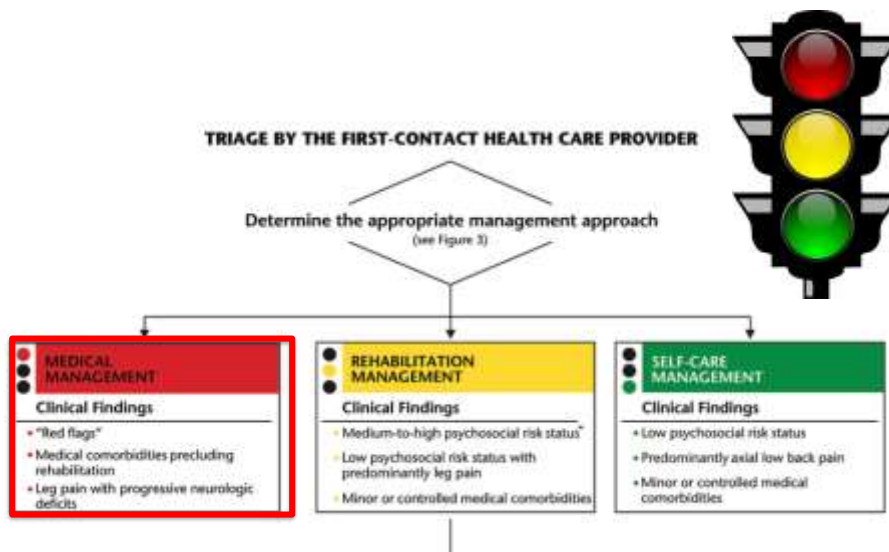 TRIAGE BY THE FIRST-CONTACT HEALTH CARE PROVIDER
Determine the appropriate management approach
(see Figure 3)
MEDICAL
MANAGEMENT
Clinical Findings
• "Red flags"
• Medical comorbidities precluding
rehabilitation
• Leg pain with progressive neurologic
deficits
REHABILITATION
MANAGEMENT
Clinical Findings
• Medium-to-high psychosocial risk status*
• Low psychosocial risk status with
predominantly leg pain
• Minor or controlled medical comorbidities
SELF-CARE
MANAGEMENT
Clinical Findings
• Low psychosocial risk status
• Predominantly axial low back pain
• Minor or controlled medical
comorbidities